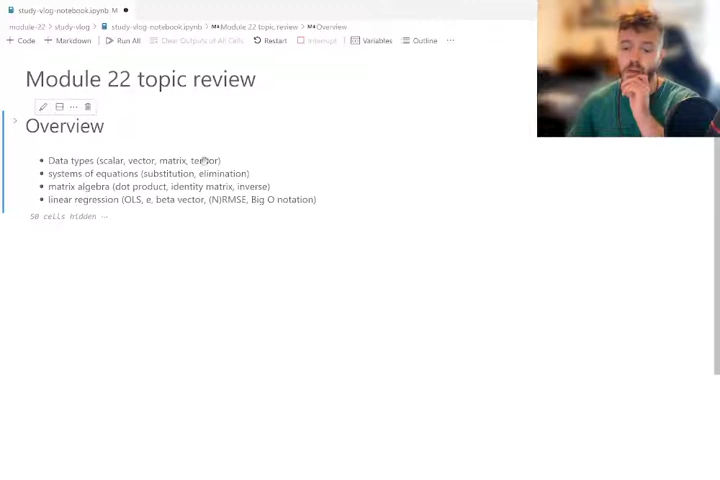 study-vlog-notebook.ipynb M
module-22 > study-vlog > study-vlog-notebook.ipynb > M↓Module 22 topic review > M↓Overview
+ Code + Markdown Run All Clear Outputs of All Cells Restart Interrupt Variables Outline ...
Module 22 topic review
Overview
• Data types (scalar, vector, matrix, tensor)
• systems of equations (substitution, elimination)
• matrix algebra (dot product, identity matrix, inverse)
• linear regression (OLS, e, beta vector, (N)RMSE, Big O notation)
50 cells hidden ...